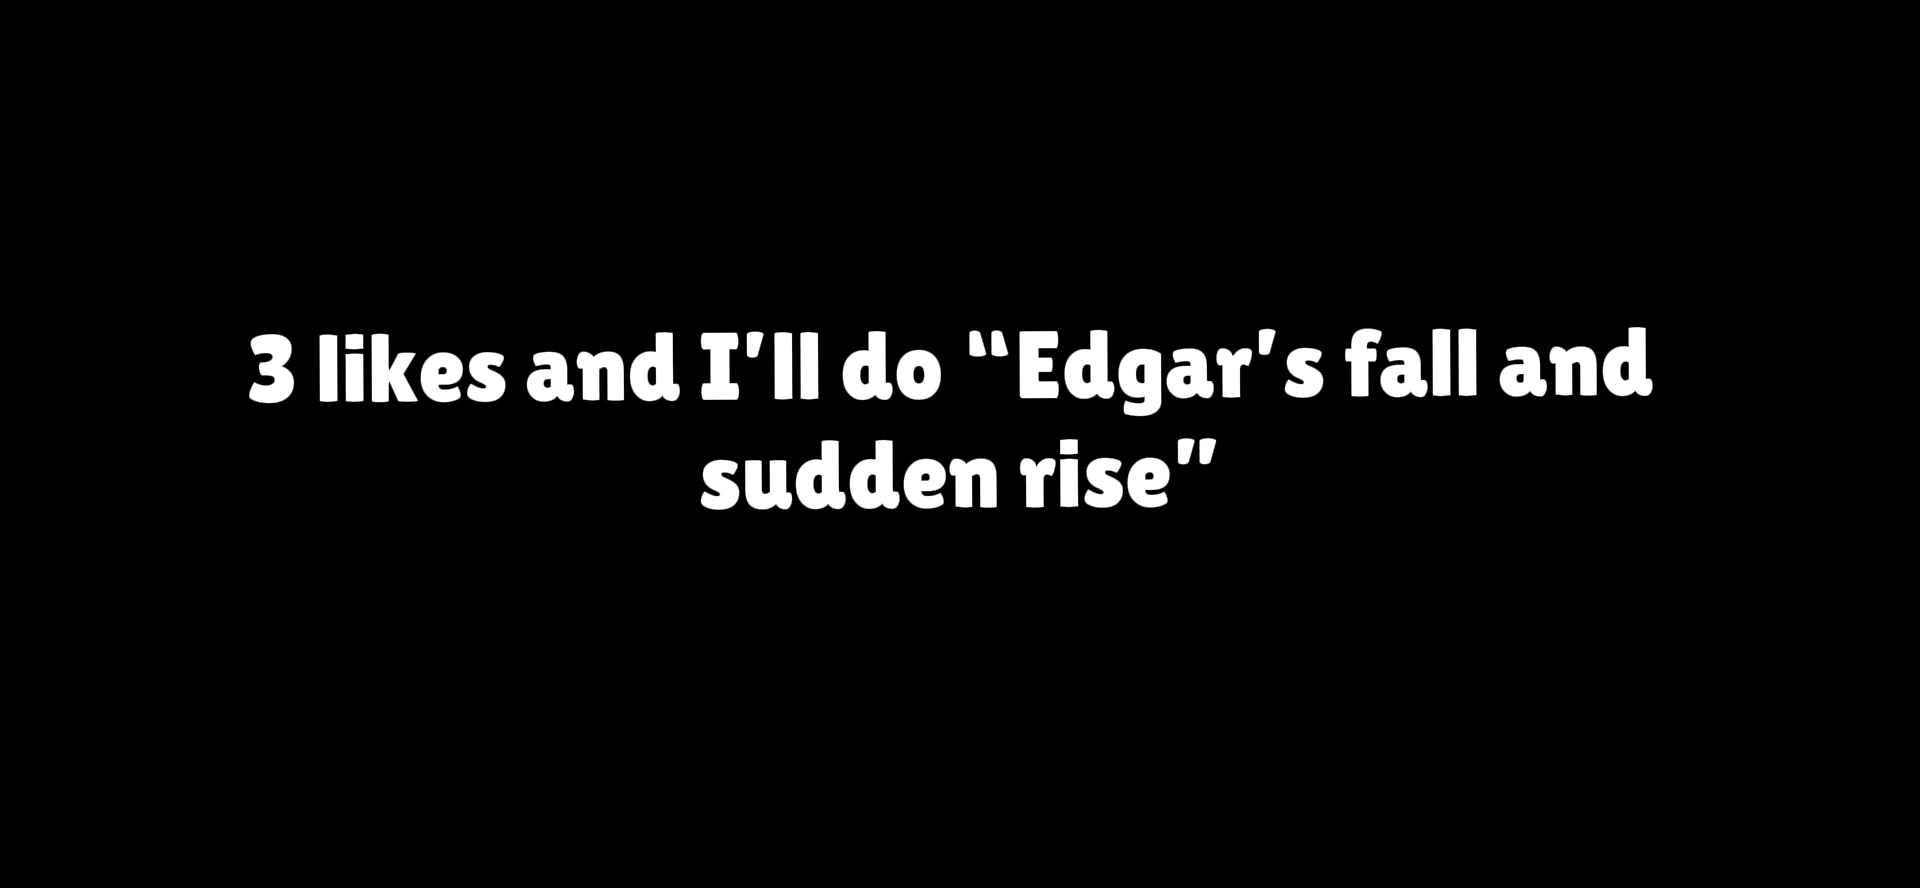 3 likes and I’ll do “Edgar’s fall and
sudden rise”